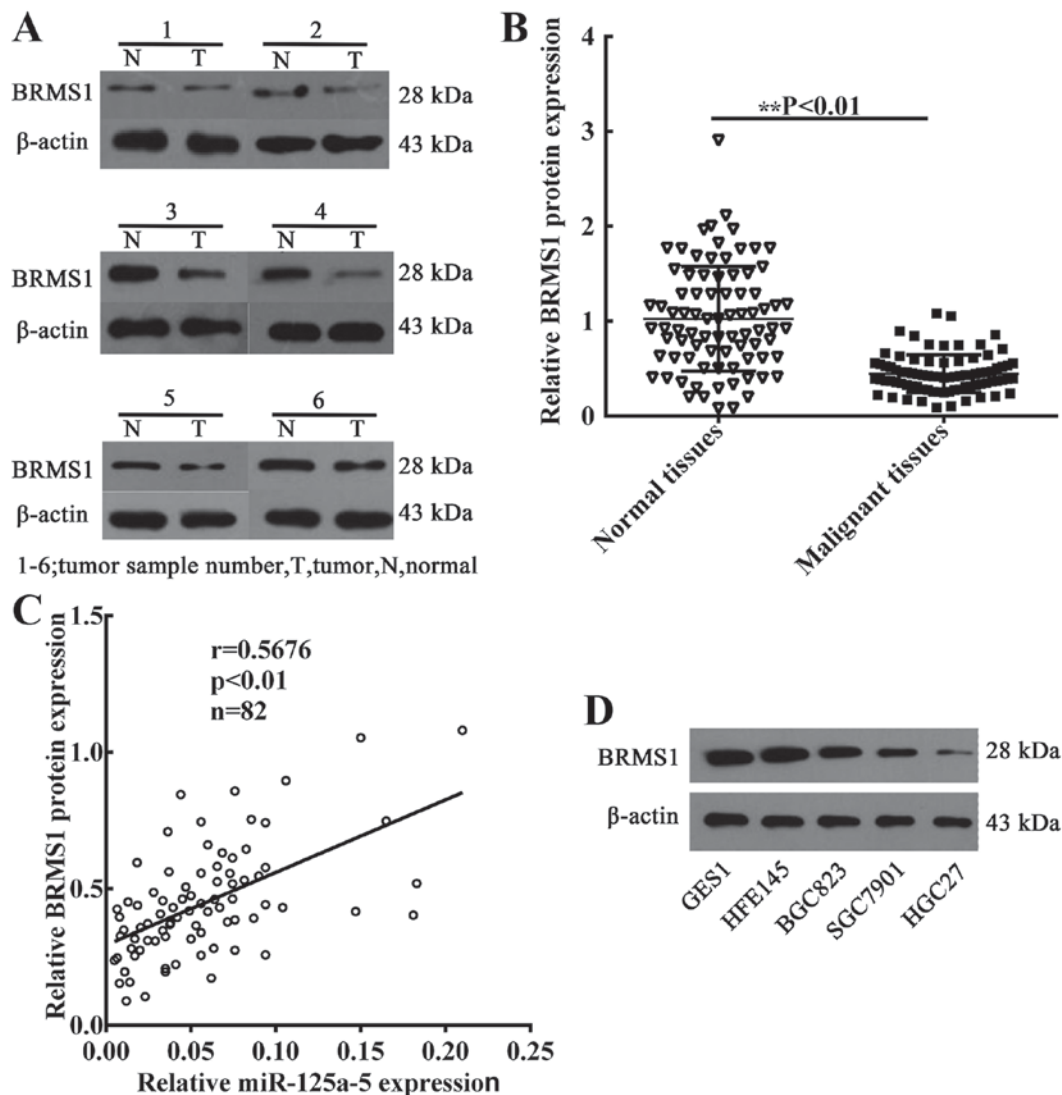 A
1 2
N T N T
BRMS1 28 kDa
β-actin 43 kDa
3 4
N T N T
BRMS1 28 kDa
β-actin 43 kDa
5 6
N T N T
BRMS1 28 kDa
β-actin 43 kDa
1-6;tumor sample number,T,tumor,N,normal
B
Relative BRMS1 protein expression
4
3
2
1
0
**P<0.01
Normal tissues
Malignant tissues
C
Relative BRMS1 protein expression
1.5
1.0
0.5
0.0
r=0.5676
p<0.01
n=82
0.00 0.05 0.10 0.15 0.20 0.25
Relative miR-125a-5 expression
D
BRMS1 28 kDa
β-actin 43 kDa
GES1 HFE145 BGC823 SGC7901 HGC27